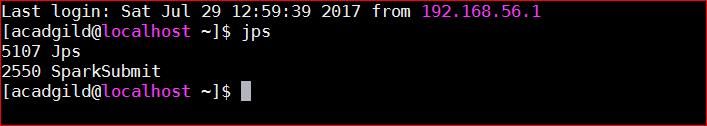 Last login: Sat Jul 29 12:59:39 2017 from 192.168.56.1
[acadgild@localhost ~]$ jps
5107 Jps
2550 SparkSubmit
[acadgild@localhost ~]$